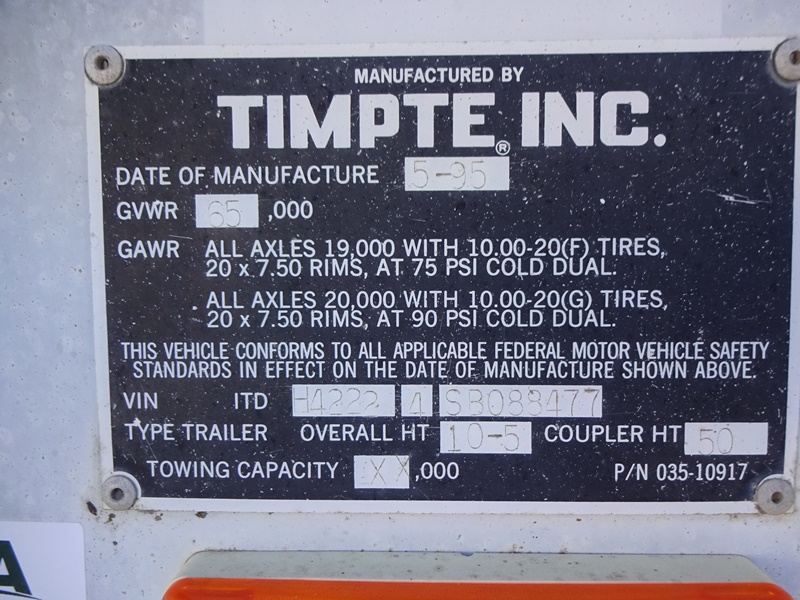 MANUFACTURED BY
TIMPTE INC.
®
DATE OF MANUFACTURE 5-95
GVWR 65 ,000
GAWR ALL AXLES 19,000 WITH 10.00-20(F) TIRES,
20 x 7.50 RIMS, AT 75 PSI COLD DUAL.
ALL AXLES 20,000 WITH 10.00-20(G) TIRES,
20 x 7.50 RIMS, AT 90 PSI COLD DUAL.
THIS VEHICLE CONFORMS TO ALL APPLICABLE FEDERAL MOTOR VEHICLE SAFETY
STANDARDS IN EFFECT ON THE DATE OF MANUFACTURE SHOWN ABOVE.
VIN ITD H4222 4 SB088477
TYPE TRAILER OVERALL HT 10-5 COUPLER HT 50
TOWING CAPACITY XX ,000 P/N 035-10917
A